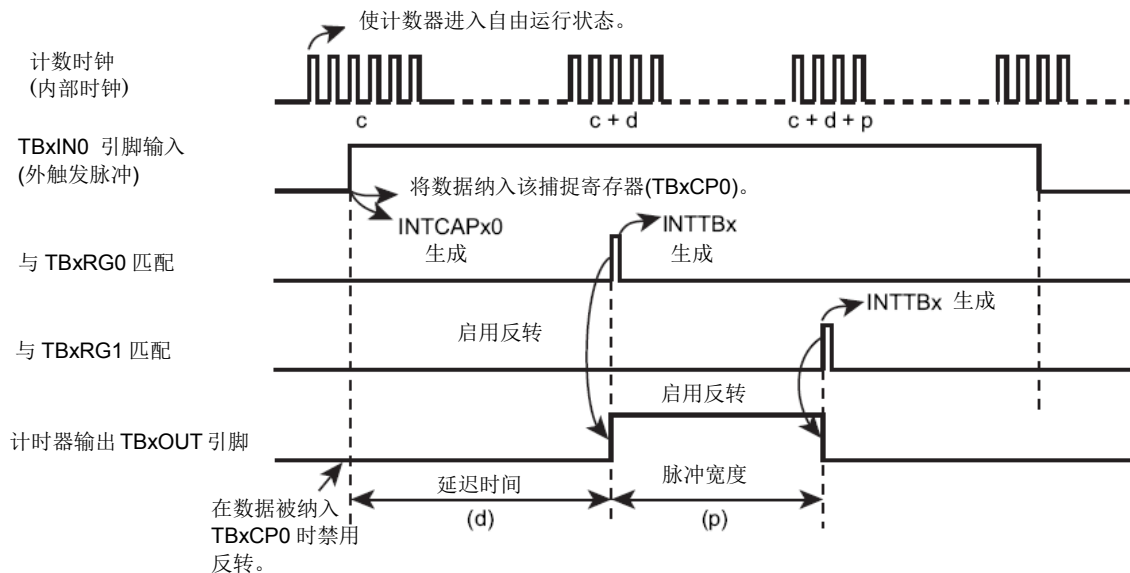 使计数器进入自由运行状态。
计数时钟
(内部时钟)
c
c + d
c + d + p
TBxIN0 引脚输入
(外触发脉冲)
将数据纳入该捕捉寄存器(TBxCP0)。
INTCAPx0
生成
INTTBx
生成
与 TBxRG0 匹配
INTTBx 生成
启用反转
与 TBxRG1 匹配
启用反转
计时器输出 TBxOUT 引脚
延迟时间
脉冲宽度
(d)
(p)
在数据被纳入
TBxCP0 时禁用
反转。